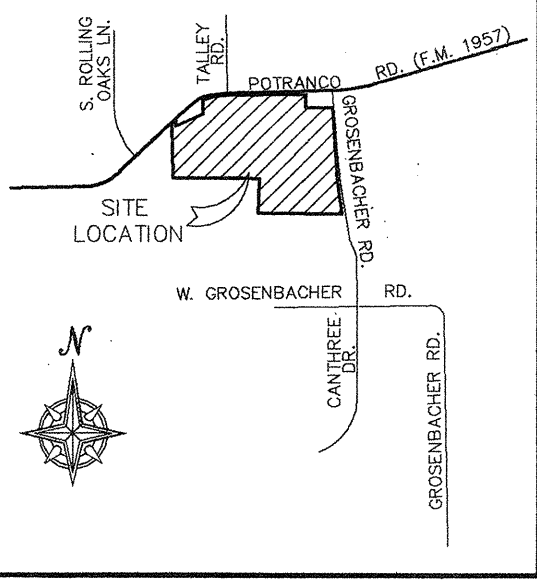 S. ROLLING
OAKS LN.
TALLEY
RD.
POTRANCO
RD. (F.M. 1957)
GROSENBACHER RD.
SITE
LOCATION
W. GROSENBACHER RD.
CANTHREE
DR.
GROSENBACHER RD.
N